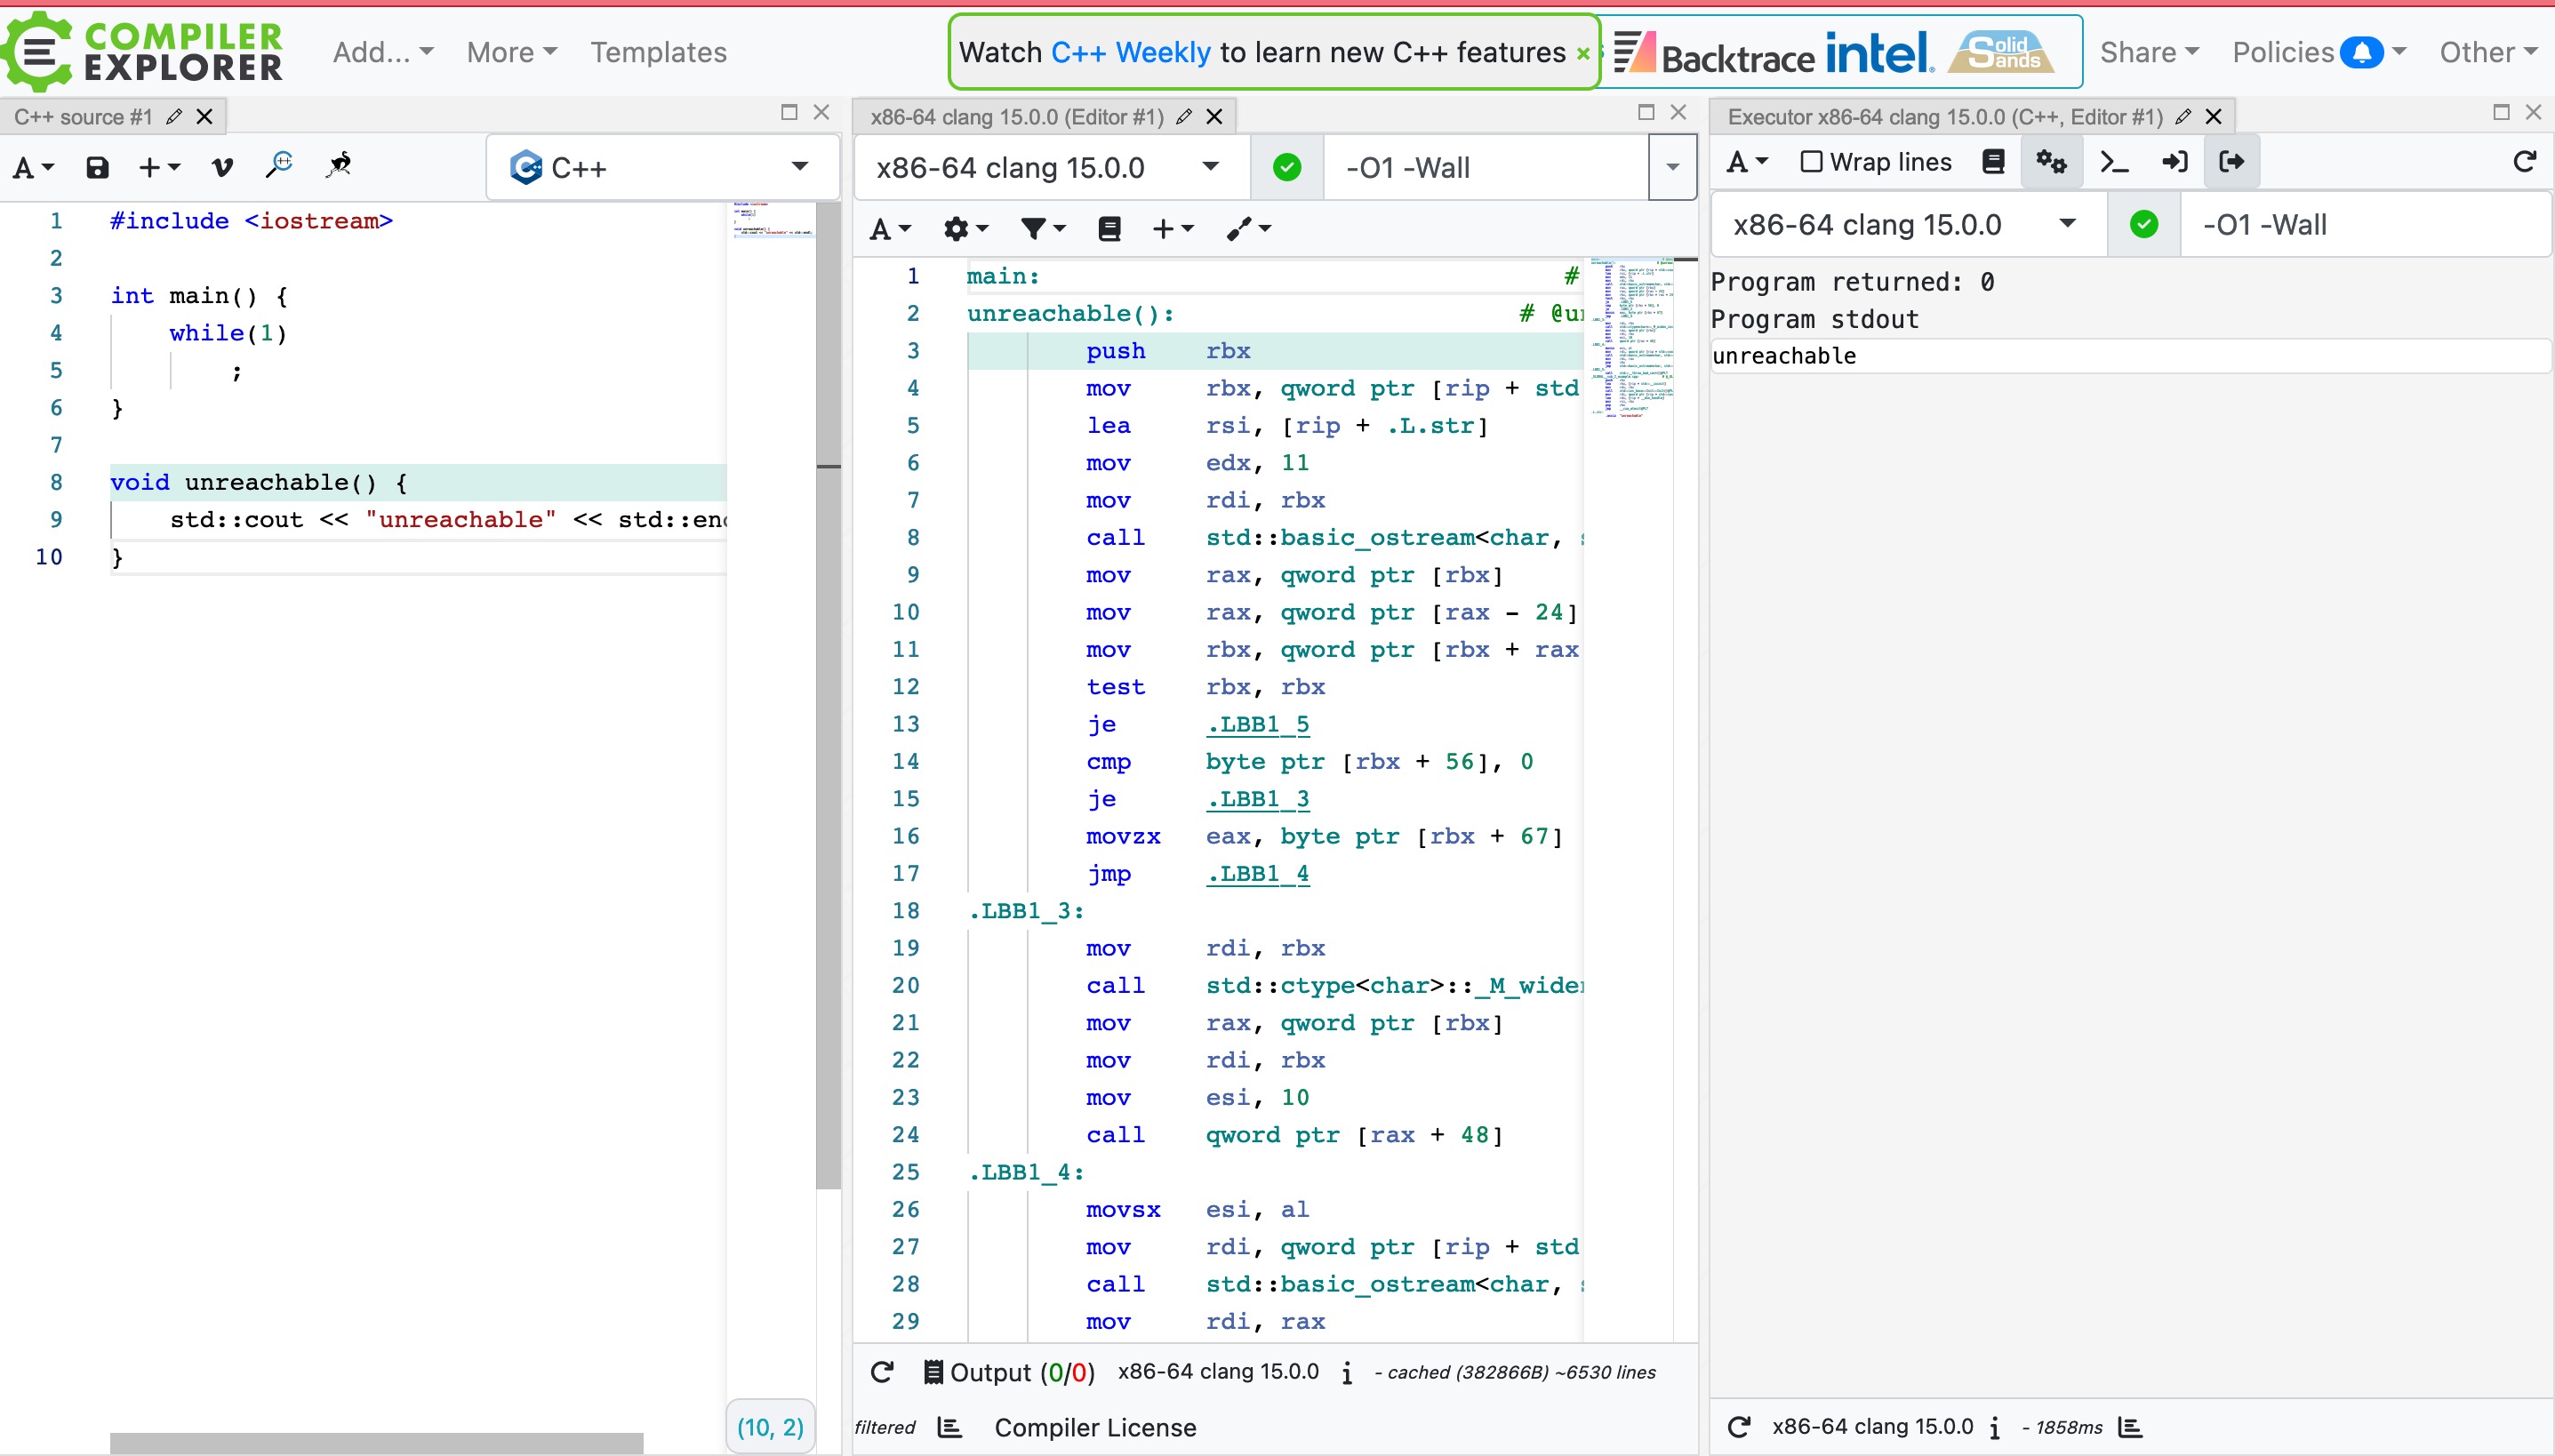 COMPILER EXPLORER
Add... More Templates
Watch C++ Weekly to learn new C++ features ×
Backtrace intel. Solid Sands
Share Policies Other
C++ source #1
A + C++
1 #include <iostream>
2
3 int main() {
4 while(1)
5 ;
6 }
7
8 void unreachable() {
9 std::cout << "unreachable" << std::en
10 }
(10, 2)
x86-64 clang 15.0.0 (Editor #1)
x86-64 clang 15.0.0 -O1 -Wall
A +
1 main: #
2 unreachable(): # @u
3 push rbx
4 mov rbx, qword ptr [rip + std
5 lea rsi, [rip + .L.str]
6 mov edx, 11
7 mov rdi, rbx
8 call std::basic_ostream<char,
9 mov rax, qword ptr [rbx]
10 mov rax, qword ptr [rax - 24]
11 mov rbx, qword ptr [rbx + rax
12 test rbx, rbx
13 je .LBB1_5
14 cmp byte ptr [rbx + 56], 0
15 je .LBB1_3
16 movzx eax, byte ptr [rbx + 67]
17 jmp .LBB1_4
18 .LBB1_3:
19 mov rdi, rbx
20 call std::ctype<char>::_M_wide
21 mov rax, qword ptr [rbx]
22 mov rdi, rbx
23 mov esi, 10
24 call qword ptr [rax + 48]
25 .LBB1_4:
26 movsx esi, al
27 mov rdi, qword ptr [rip + std
28 call std::basic_ostream<char,
29 mov rdi, rax
Output (0/0) x86-64 clang 15.0.0 i - cached (382866B) ~6530 lines
filtered Compiler License
Executor x86-64 clang 15.0.0 (C++, Editor #1)
A Wrap lines
x86-64 clang 15.0.0 -O1 -Wall
Program returned: 0
Program stdout
unreachable
x86-64 clang 15.0.0 i - 1858ms